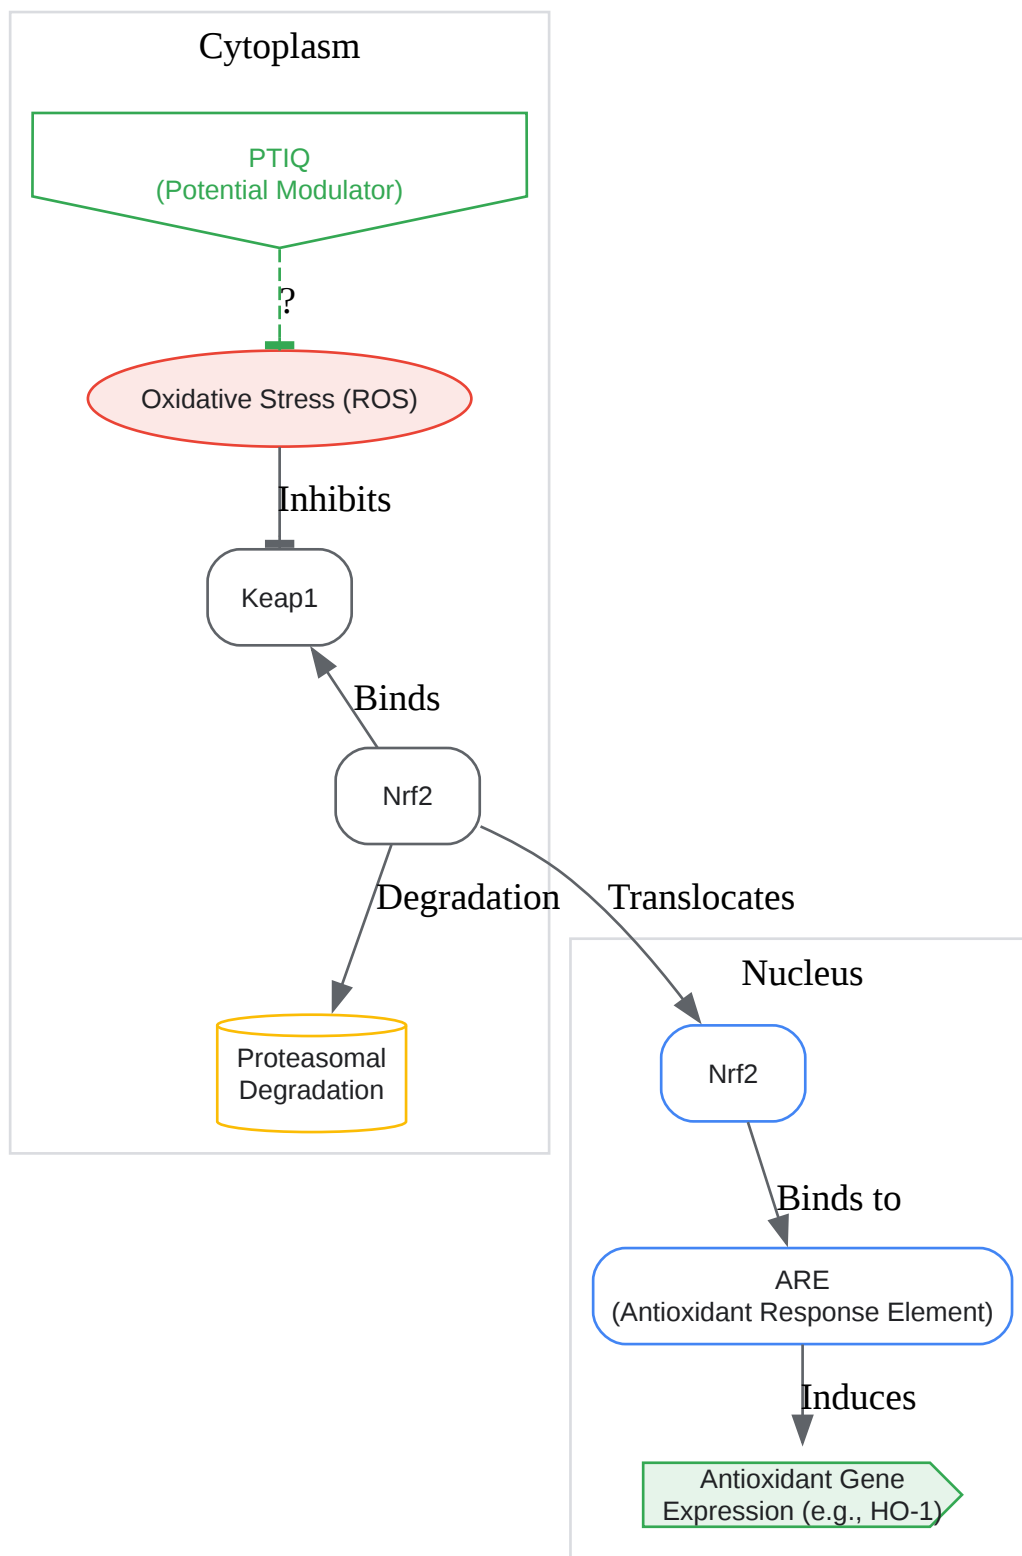 Cytoplasm
PTIQ
(Potential Modulator)
?
Oxidative Stress (ROS)
Inhibits
Keap1
Binds
Nrf2
Degradation
Translocates
Proteasomal
Degradation
Nucleus
Nrf2
Binds to
ARE
(Antioxidant Response Element)
Induces
Antioxidant Gene
Expression (e.g., HO-1)